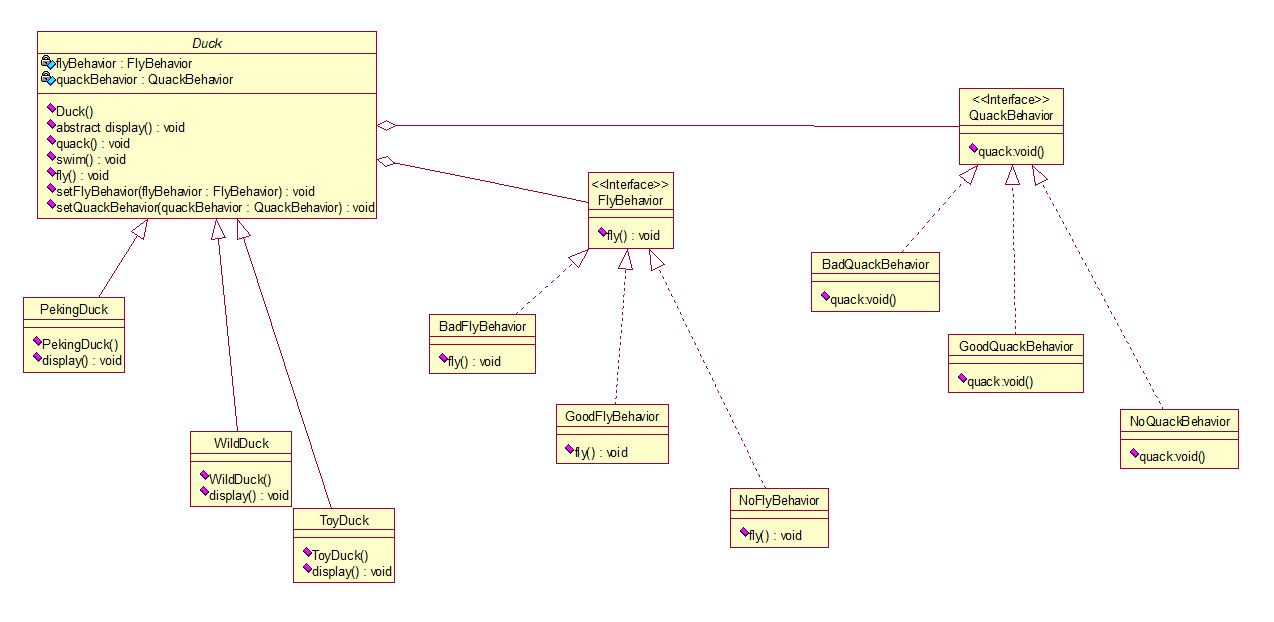 Duck
flyBehavior : FlyBehavior
quackBehavior : QuackBehavior
Duck()
abstract display() : void
quack() : void
swim() : void
fly() : void
setFlyBehavior(flyBehavior : FlyBehavior) : void
setQuackBehavior(quackBehavior : QuackBehavior) : void
<<Interface>>
QuackBehavior
quack:void()
<<Interface>>
FlyBehavior
fly() : void
BadQuackBehavior
quack:void()
PekingDuck
PekingDuck()
display() : void
BadFlyBehavior
fly() : void
GoodQuackBehavior
quack:void()
GoodFlyBehavior
fly() : void
NoQuackBehavior
quack:void()
WildDuck
WildDuck()
display() : void
NoFlyBehavior
fly() : void
ToyDuck
ToyDuck()
display() : void